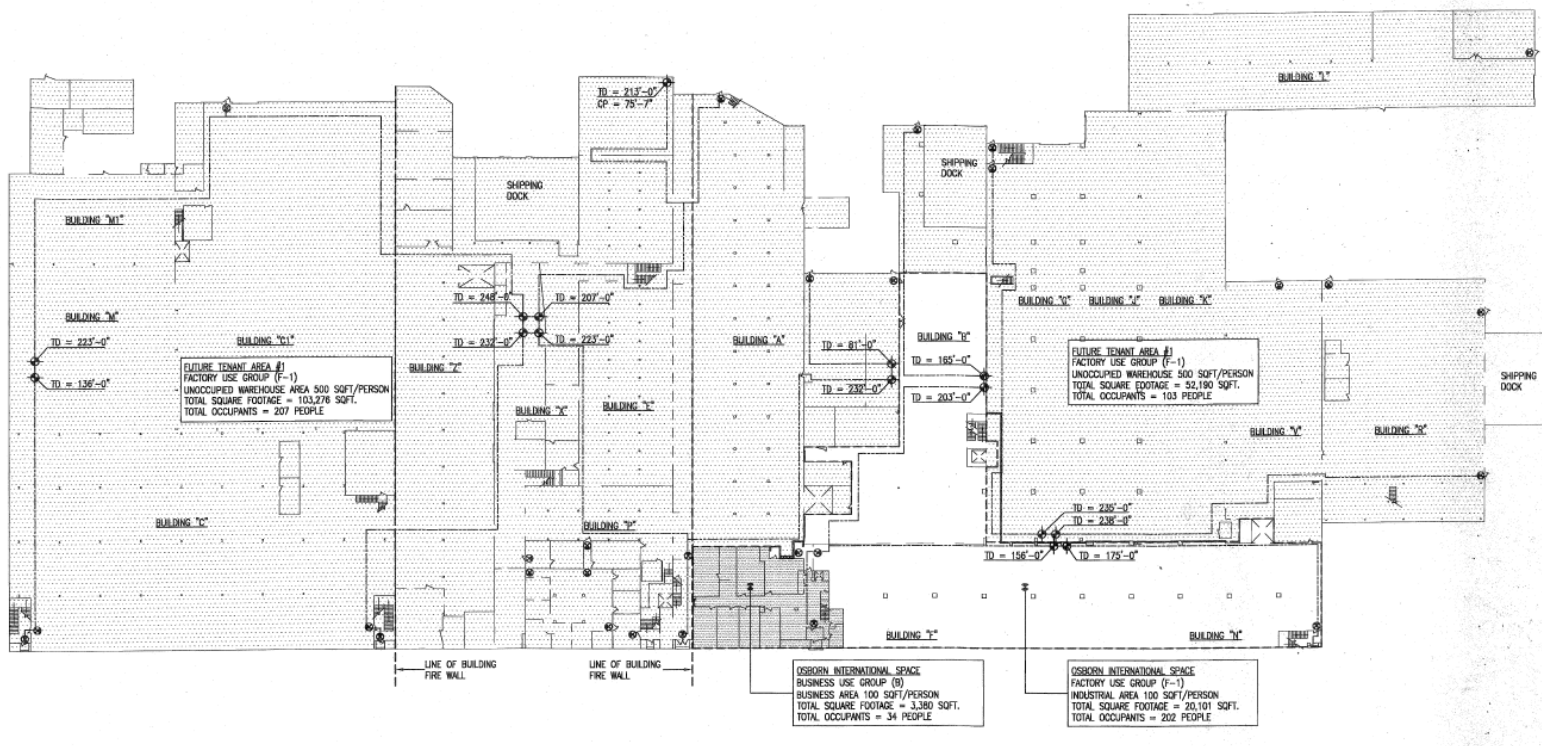 BUILDING "L"
TD = 213'-0"
CP = 75'-7"
SHIPPING
DOCK
SHIPPING
DOCK
BUILDING "M1"
TD = 248'-6"
TD = 207'-0"
BUILDING "G"
BUILDING "J"
BUILDING "K"
BUILDING "M"
BUILDING "C1"
TD = 232'-0"
TD = 223'-0"
BUILDING "A"
BUILDING "B"
TD = 81'-0"
TD = 165'-0"
TD = 223'-0"
TD = 136'-0"
BUILDING "Z"
TD = 232'-0"
TD = 203'-0"
FUTURE TENANT AREA #1
FACTORY USE GROUP (F-1)
UNOCCUPIED WAREHOUSE AREA 500 SQFT/PERSON
TOTAL SQUARE FOOTAGE = 103,276 SQFT.
TOTAL OCCUPANTS = 207 PEOPLE
FUTURE TENANT AREA #1
FACTORY USE GROUP (F-1)
UNOCCUPIED WAREHOUSE 500 SQFT/PERSON
TOTAL SQUARE FOOTAGE = 52,190 SQFT.
TOTAL OCCUPANTS = 103 PEOPLE
SHIPPING
DOCK
BUILDING "X"
BUILDING "E"
BUILDING "V"
BUILDING "R"
BUILDING "C"
BUILDING "P"
TD = 235'-0"
TD = 238'-0"
TD = 156'-0"
TD = 175'-0"
BUILDING "F"
BUILDING "N"
LINE OF BUILDING
FIRE WALL
LINE OF BUILDING
FIRE WALL
OSBORN INTERNATIONAL SPACE
BUSINESS USE GROUP (B)
BUSINESS AREA 100 SQFT/PERSON
TOTAL SQUARE FOOTAGE = 3,380 SQFT.
TOTAL OCCUPANTS = 34 PEOPLE
OSBORN INTERNATIONAL SPACE
FACTORY USE GROUP (F-1)
INDUSTRIAL AREA 100 SQFT/PERSON
TOTAL SQUARE FOOTAGE = 20,101 SQFT.
TOTAL OCCUPANTS = 202 PEOPLE